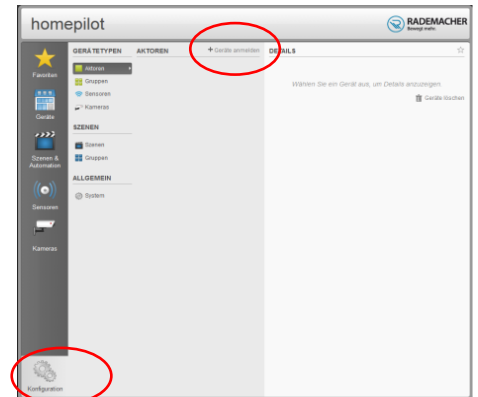 homepilot
RADEMACHER
Bewegt mehr.
Favoriten
Geräte
Szenen &
Automation
Sensoren
Kameras
Konfiguration
GERÄTETYPEN
Aktoren
Gruppen
Sensoren
Kameras
SZENEN
Szenen
Gruppen
ALLGEMEIN
System
AKTOREN
+ Geräte anmelden
DETAILS
Wählen Sie ein Gerät aus, um Details anzuzeigen.
Geräte löschen